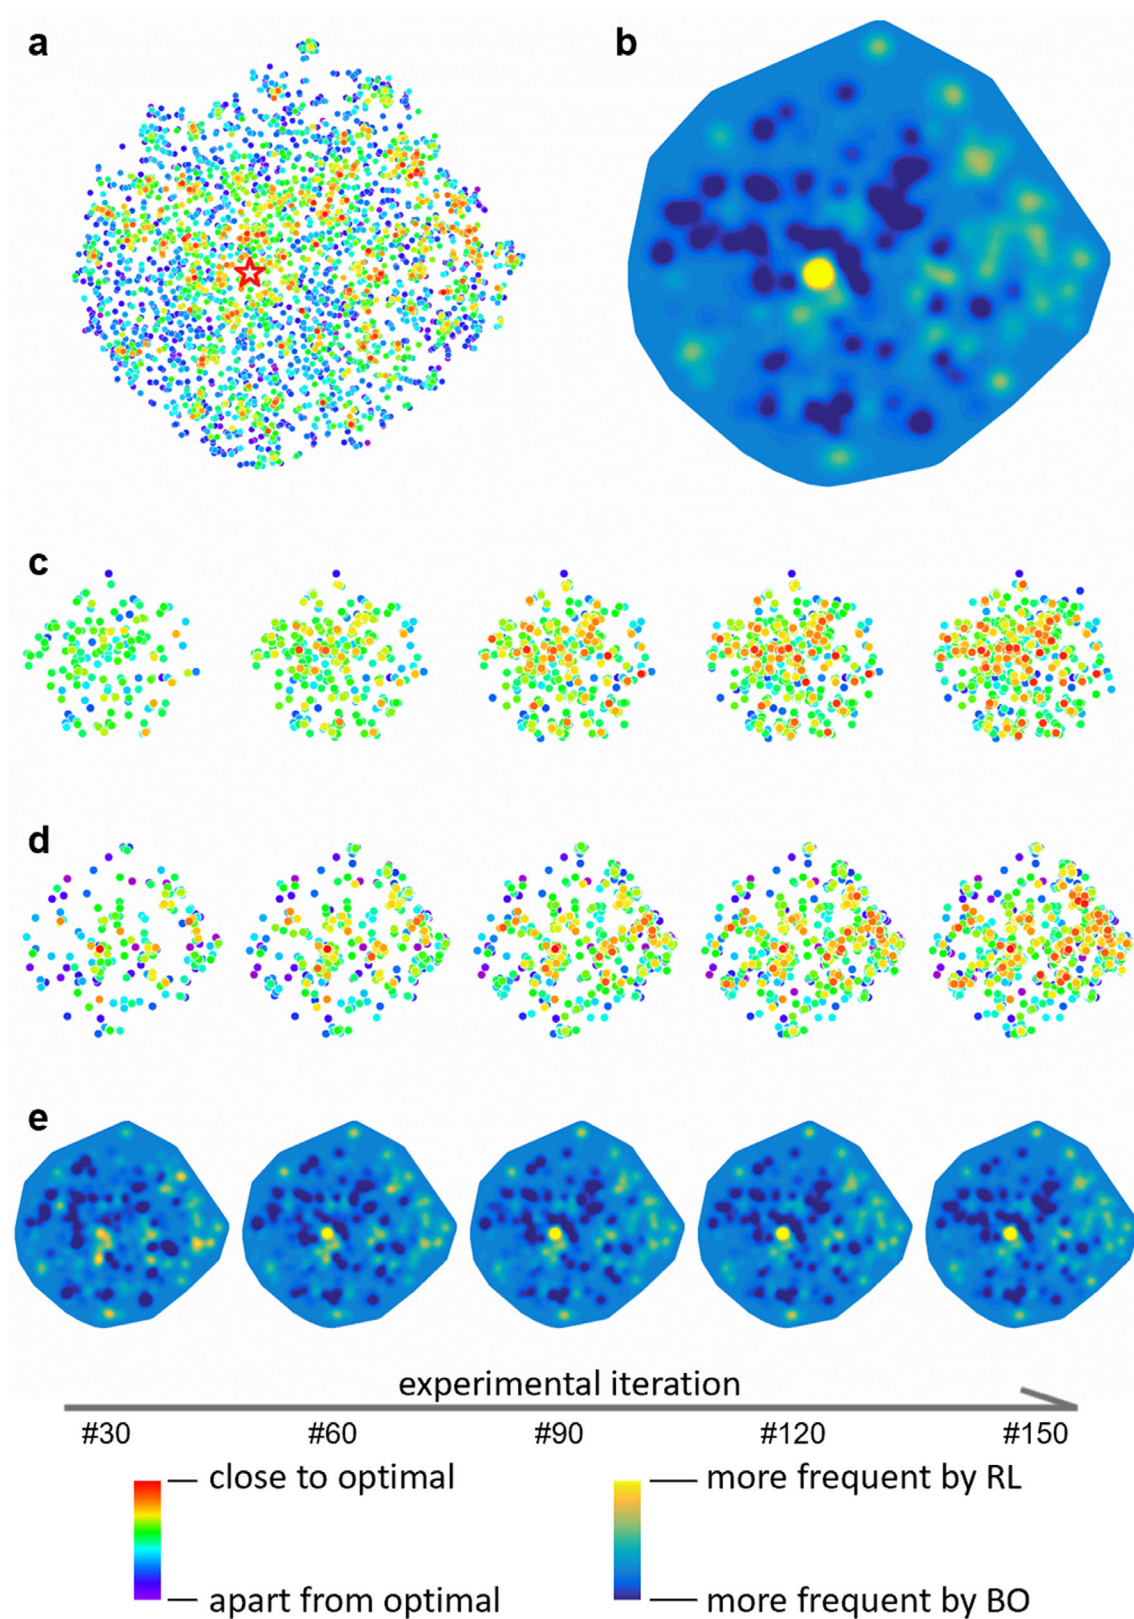 a
b
c
d
e
experimental iteration
#30 #60 #90 #120 #150
close to optimal
more frequent by RL
apart from optimal
more frequent by BO